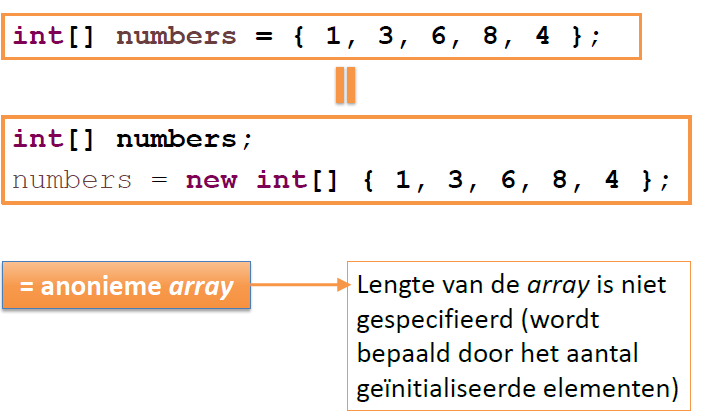 int[] numbers = { 1, 3, 6, 8, 4 };
int[] numbers;
numbers = new int[] { 1, 3, 6, 8, 4 };
= anonieme array
Lengte van de array is niet
gespecifieerd (wordt
bepaald door het aantal
geïnitialiseerde elementen)